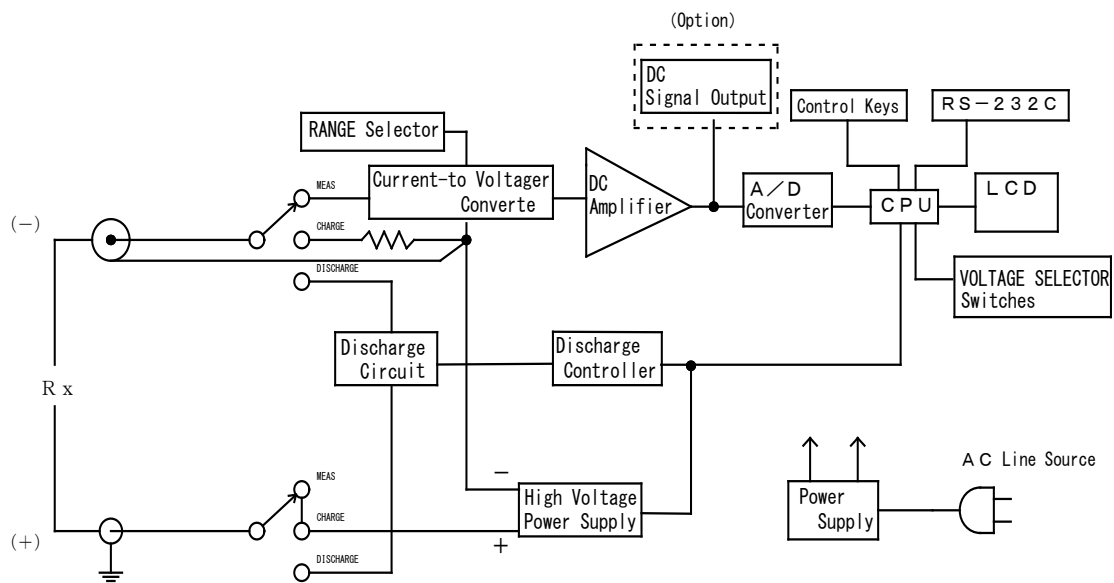 (Option)
DC
Signal Output
Control Keys
RS-232C
RANGE Selector
MEAS
Current-to Voltager
Converte
DC
Amplifier
A/D
Converter
CPU
LCD
(-)
CHARGE
DISCHARGE
VOLTAGE SELECTOR
Switches
Discharge
Circuit
Discharge
Controller
Rx
MEAS
-
High Voltage
Power Supply
+
CHARGE
(+)
DISCHARGE
AC Line Source
Power
Supply